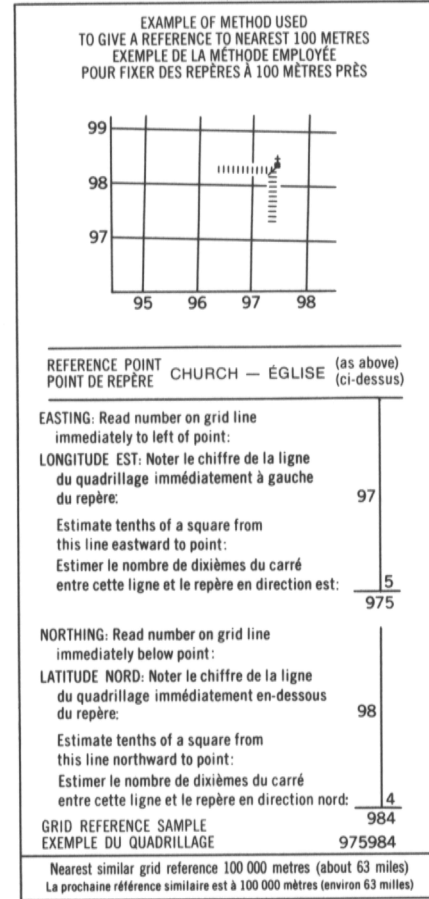 EXAMPLE OF METHOD USED
TO GIVE A REFERENCE TO NEAREST 100 METRES
EXEMPLE DE LA MÉTHODE EMPLOYÉE
POUR FIXER DES REPÈRES À 100 MÈTRES PRÈS
99
98
97
95 96 97 98
REFERENCE POINT
POINT DE REPÈRE
CHURCH — ÉGLISE
(as above)
(ci-dessus)
EASTING: Read number on grid line
immediately to left of point:
LONGITUDE EST: Noter le chiffre de la ligne
du quadrillage immédiatement à gauche
du repère: 97
Estimate tenths of a square from
this line eastward to point:
Estimer le nombre de dixièmes du carré
entre cette ligne et le repère en direction est: 5
975
NORTHING: Read number on grid line
immediately below point:
LATITUDE NORD: Noter le chiffre de la ligne
du quadrillage immédiatement en-dessous
du repère: 98
Estimate tenths of a square from
this line northward to point:
Estimer le nombre de dixièmes du carré
entre cette ligne et le repère en direction nord: 4
984
GRID REFERENCE SAMPLE
EXEMPLE DU QUADRILLAGE 975984
Nearest similar grid reference 100 000 metres (about 63 miles)
La prochaine référence similaire est à 100 000 mètres (environ 63 milles)